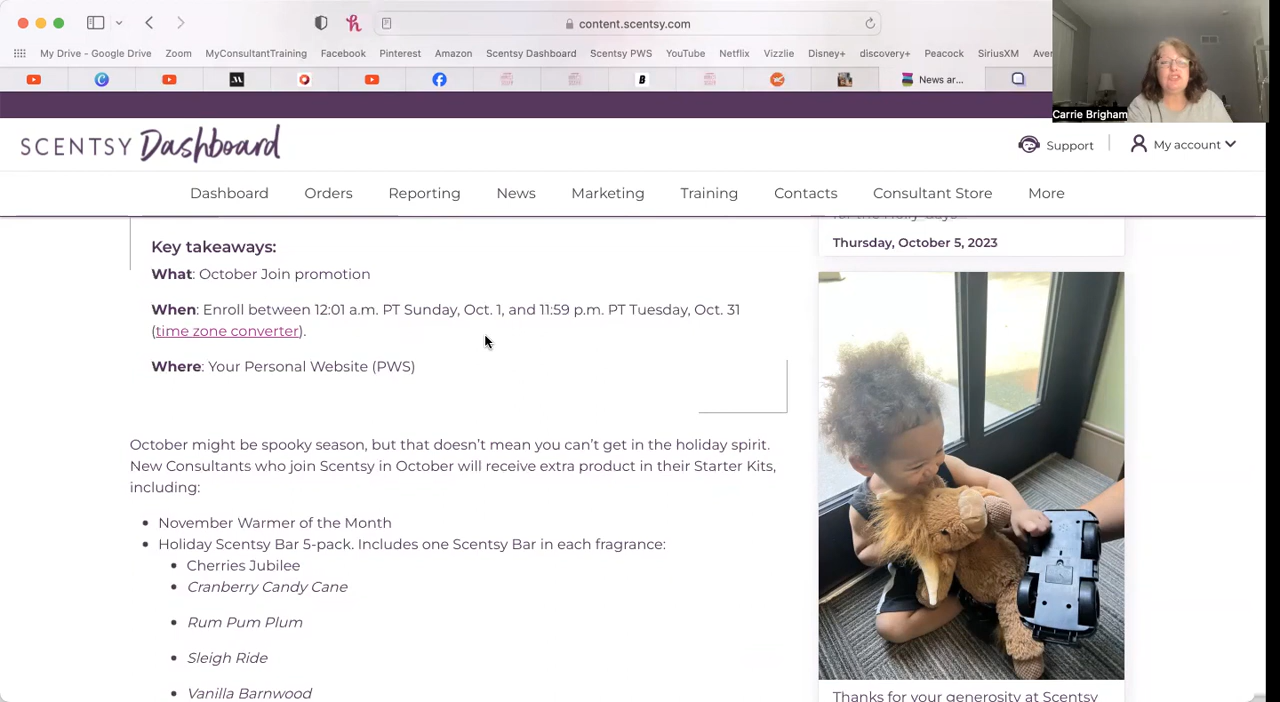 content.scentsy.com
My Drive - Google Drive Zoom MyConsultantTraining Facebook Pinterest Amazon Scentsy Dashboard Scentsy PWS YouTube Netflix Vizzlie Disney+ discovery+ Peacock SiriusXM
News ar...
Carrie Brigham
SCENTSY Dashboard
Support
My account
Dashboard Orders Reporting News Marketing Training Contacts Consultant Store More
Key takeaways:
What: October Join promotion
When: Enroll between 12:01 a.m. PT Sunday, Oct. 1, and 11:59 p.m. PT Tuesday, Oct. 31
(time zone converter).
Where: Your Personal Website (PWS)
October might be spooky season, but that doesn't mean you can't get in the holiday spirit.
New Consultants who join Scentsy in October will receive extra product in their Starter Kits,
including:
November Warmer of the Month
Holiday Scentsy Bar 5-pack. Includes one Scentsy Bar in each fragrance:
Cherries Jubilee
Cranberry Candy Cane
Rum Pum Plum
Sleigh Ride
Vanilla Barnwood
Thursday, October 5, 2023
Thanks for your generosity at Scentsy